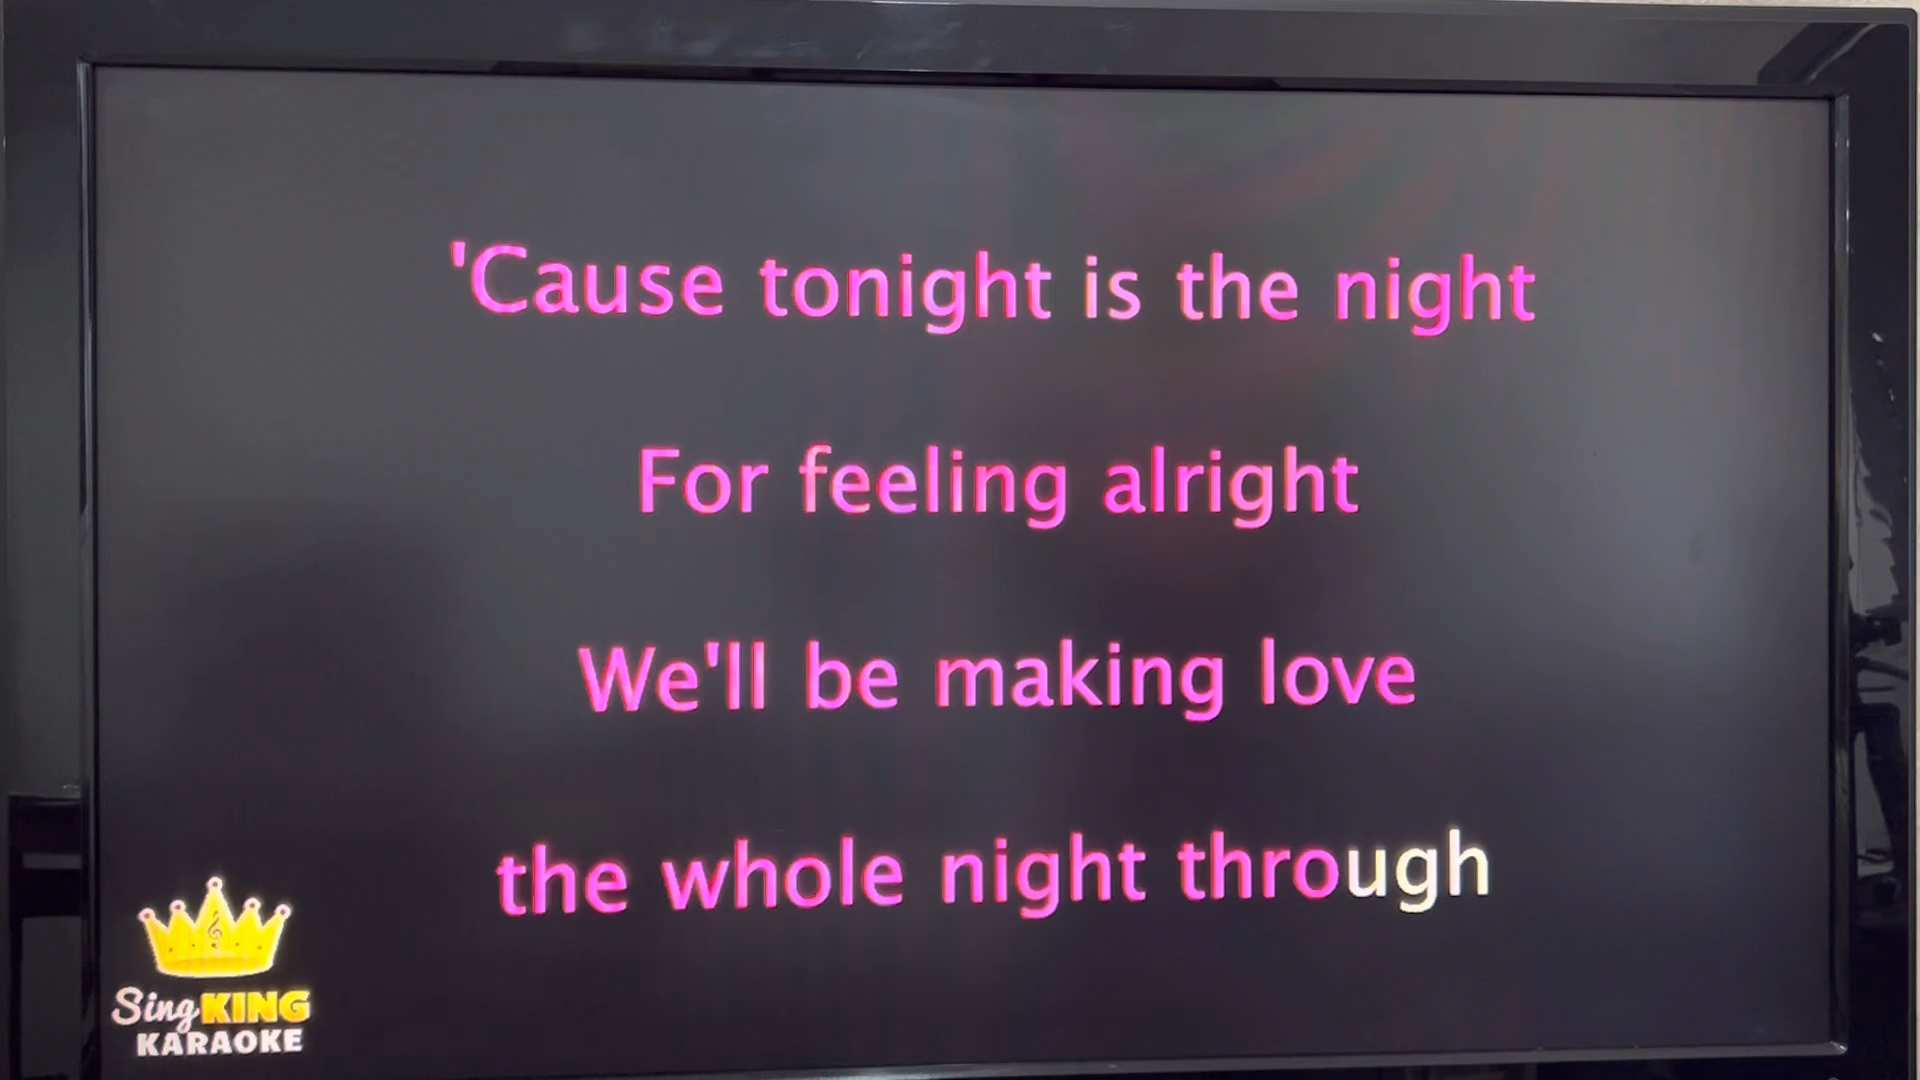 'Cause tonight is the night
For feeling alright
We'll be making love
the whole night through
Sing KING
KARAOKE